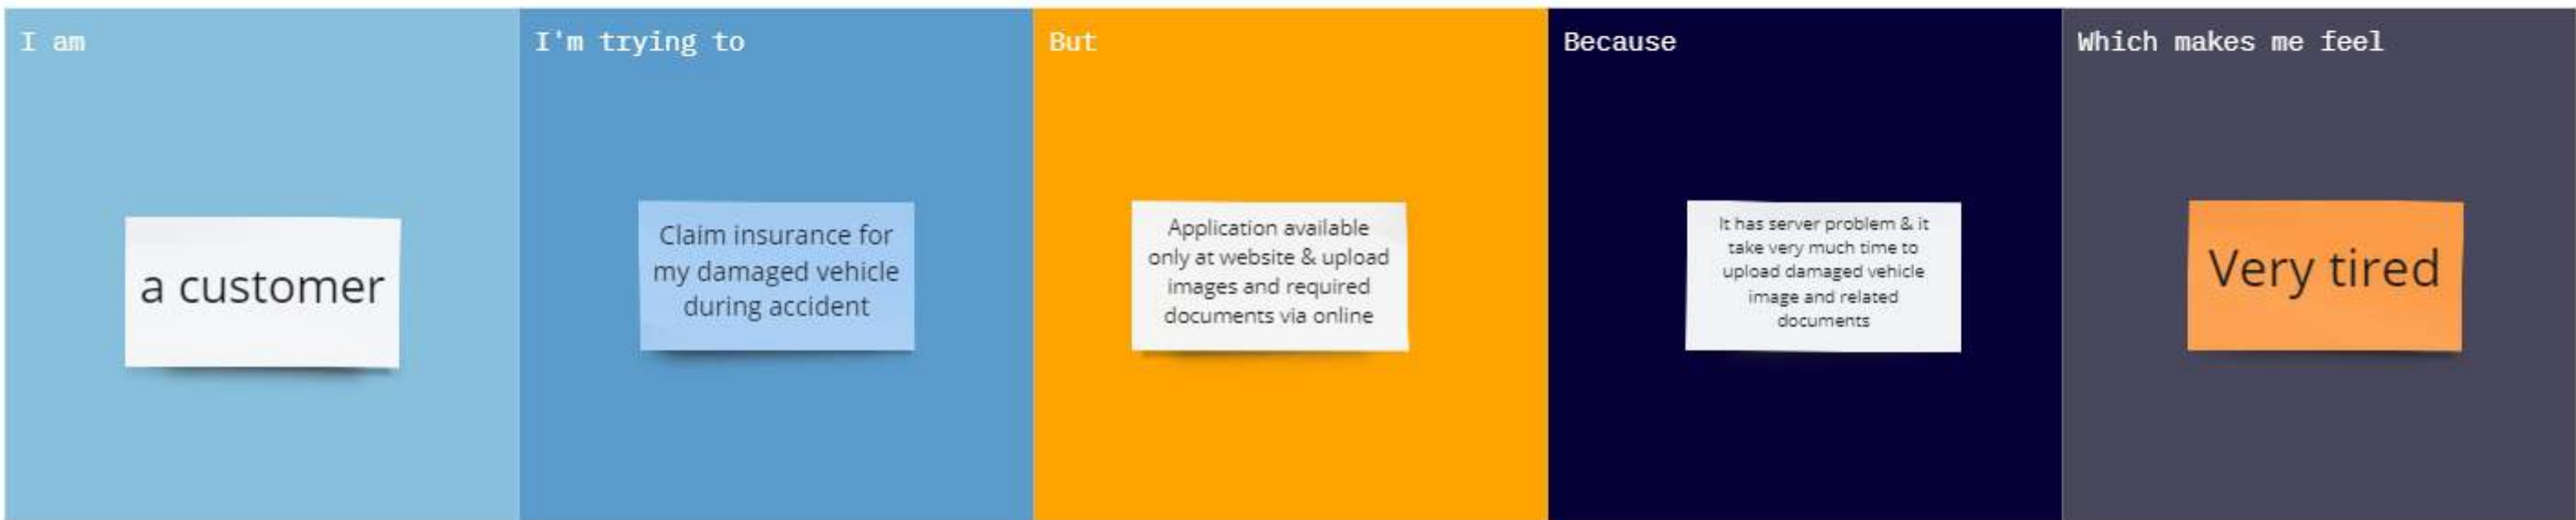 I am
a customer
I'm trying to
Claim insurance for
my damaged vehicle
during accident
But
Application available
only at website & upload
images and required
documents via online
Because
It has server problem & it
take very much time to
upload damaged vehicle
image and related
documents
Which makes me feel
Very tired